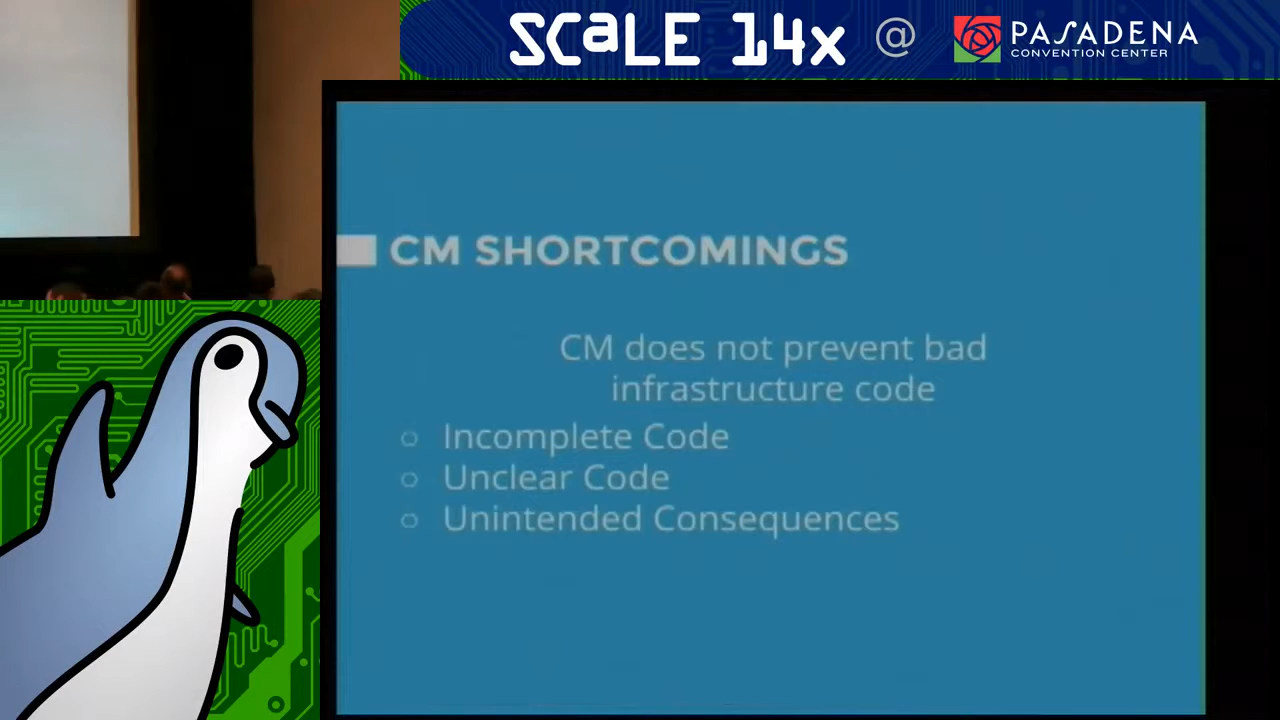 SCaLE 14x @ PASADENA
CONVENTION CENTER
CM SHORTCOMINGS
CM does not prevent bad
infrastructure code
○ Incomplete Code
○ Unclear Code
○ Unintended Consequences